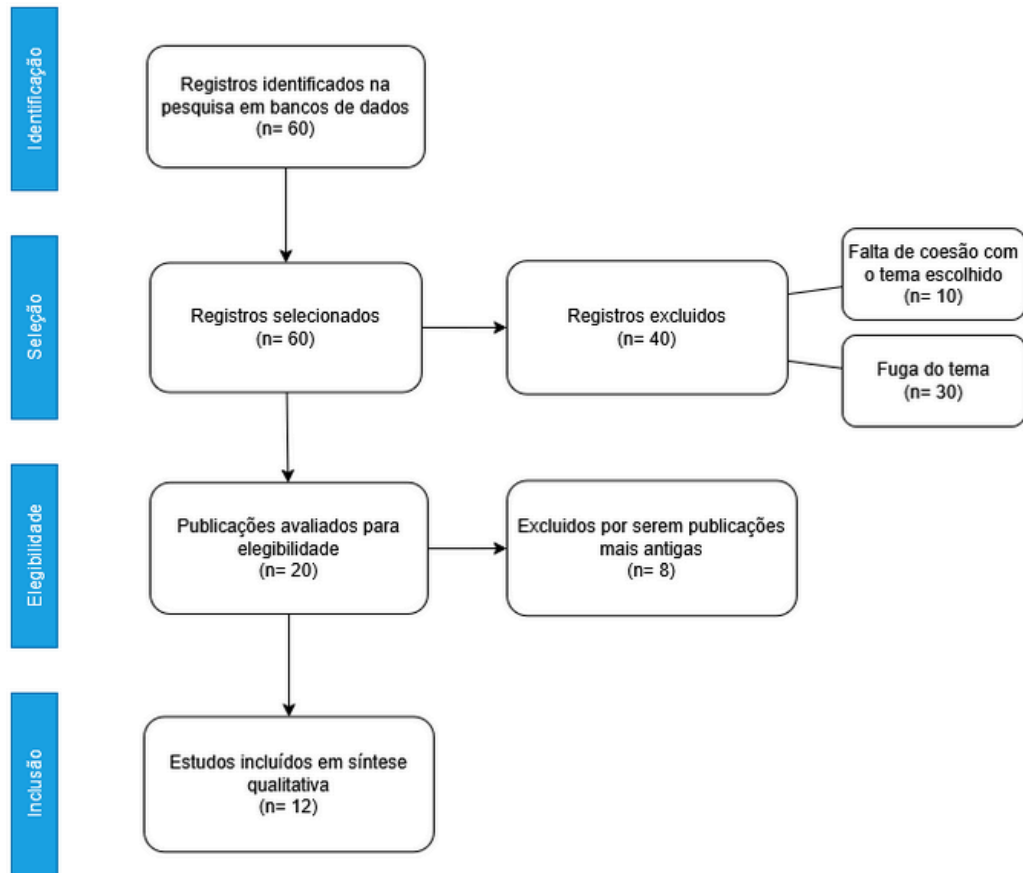 Identificação
Registros identificados na
pesquisa em bancos de dados
(n= 60)
Seleção
Registros selecionados
(n= 60)
Registros excluidos
(n= 40)
Falta de coesão com
o tema escolhido
(n= 10)
Fuga do tema
(n= 30)
Elegibilidade
Publicações avaliados para
elegibilidade
(n= 20)
Excluidos por serem publicações
mais antigas
(n= 8)
Inclusão
Estudos incluídos em síntese
qualitativa
(n= 12)